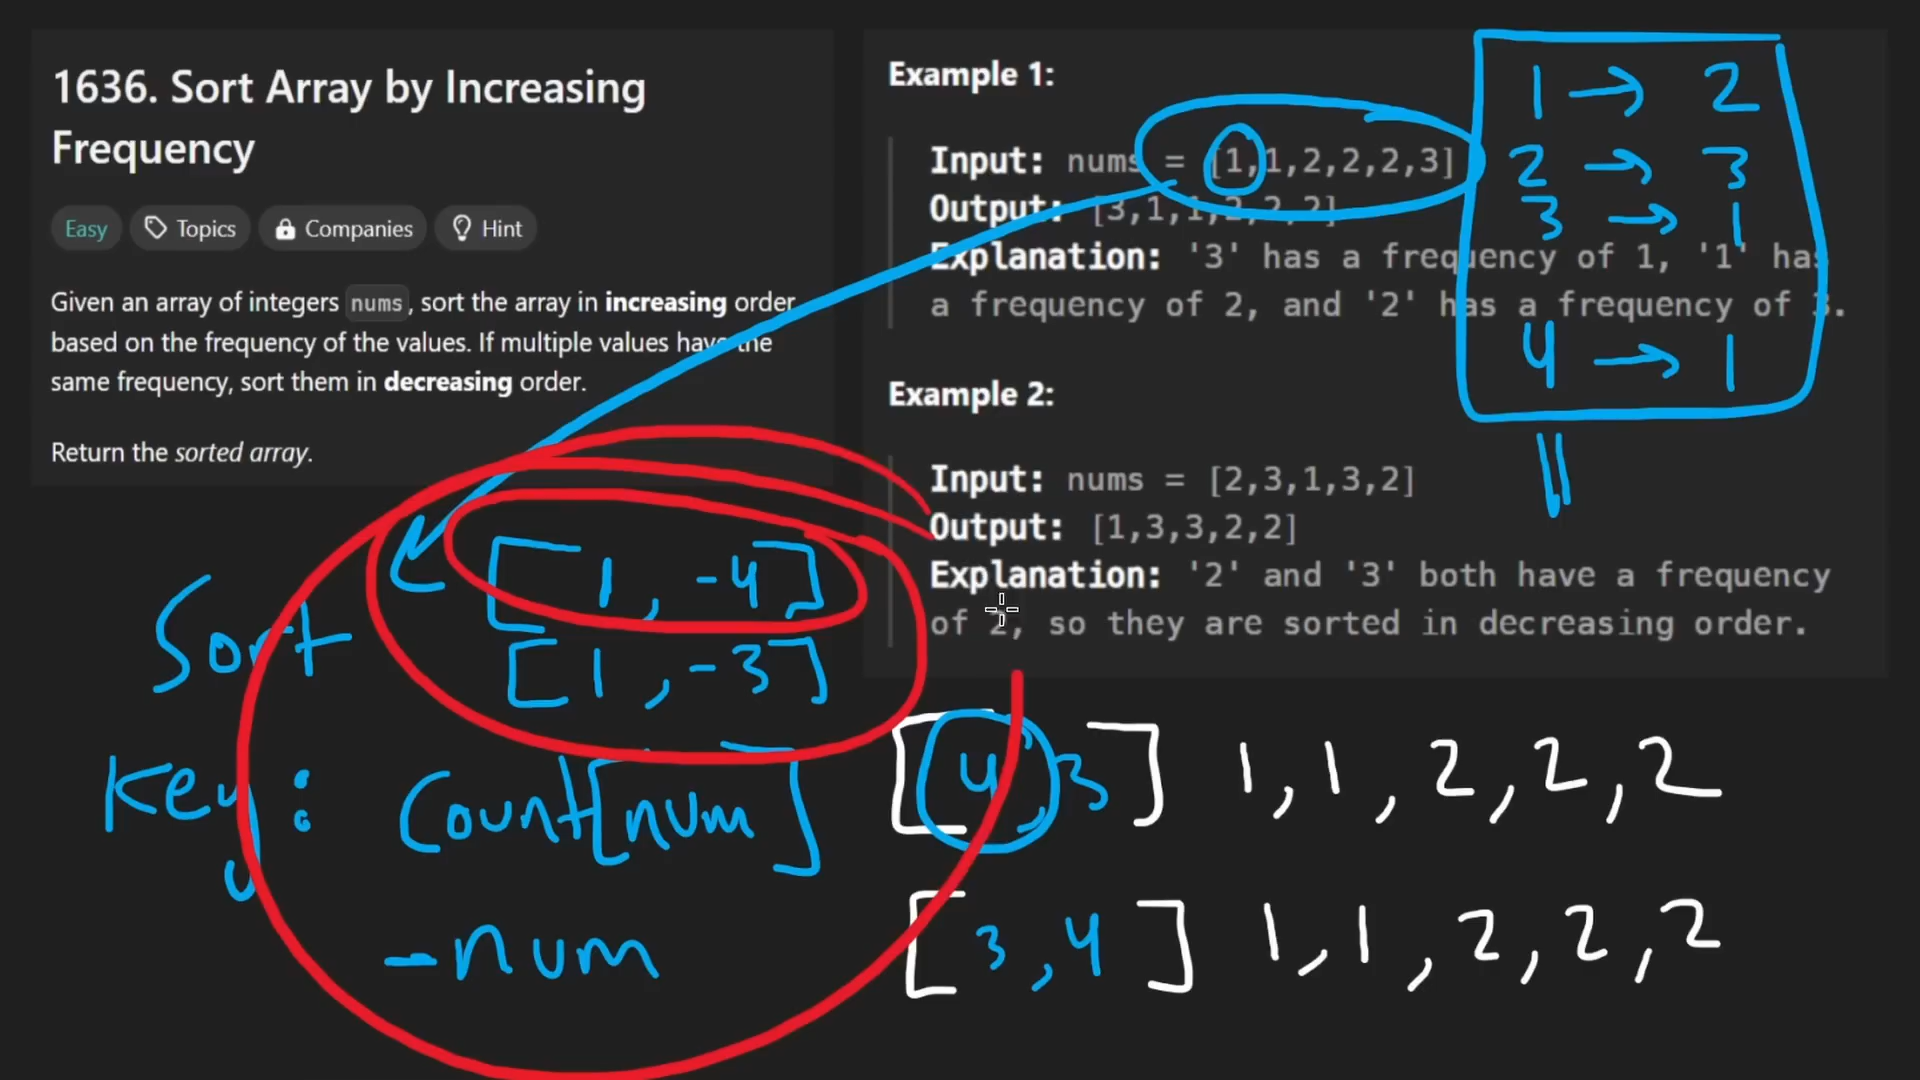 1636. Sort Array by Increasing
Frequency
Easy
Topics
Companies
Hint
Given an array of integers nums, sort the array in increasing order
based on the frequency of the values. If multiple values have the
same frequency, sort them in decreasing order.
Return the sorted array.
Example 1:
Input: nums = [1,1,2,2,2,3]
Output: [3,1,1,2,2,2]
Explanation: '3' has a frequency of 1, '1' has
a frequency of 2, and '2' has a frequency of 3.
Example 2:
Input: nums = [2,3,1,3,2]
Output: [1,3,3,2,2]
Explanation: '2' and '3' both have a frequency
of 2, so they are sorted in decreasing order.
1 → 2
2 → 3
3 → 1
4 → 1
Sort
[1, -4]
[1, -3]
Key: Count[num]
-num
[4, 3] 1, 1, 2, 2, 2
[3, 4] 1, 1, 2, 2, 2